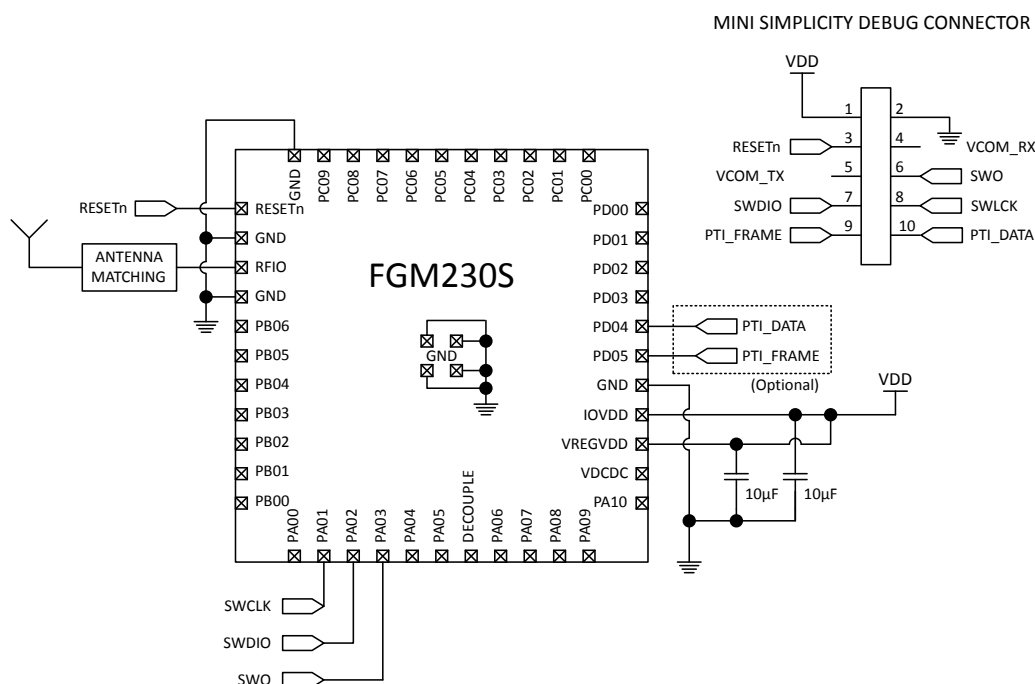 MINI SIMPLICITY DEBUG CONNECTOR
VDD
1 2
RESETn 3 4 VCOM_RX
VCOM_TX 5 6 SWO
SWDIO 7 8 SWLCK
PTI_FRAME 9 10 PTI_DATA
GND PC09 PC08 PC07 PC06 PC05 PC04 PC03 PC02 PC01 PC00
RESETn RESETn
GND
ANTENNA
MATCHING
RFIO
GND
PB06
PB05
PB04
PB03
PB02
PB01
PB00
FGM230S
GND
PD00
PD01
PD02
PD03
PD04 PTI_DATA
PD05 PTI_FRAME
(Optional)
GND
VDD
IOVDD
VREGVDD
VDCDC
10µF 10µF
PA10
PA00 PA01 PA02 PA03 PA04 PA05 DECOUPLE PA06 PA07 PA08 PA09
SWCLK
SWDIO
SWO